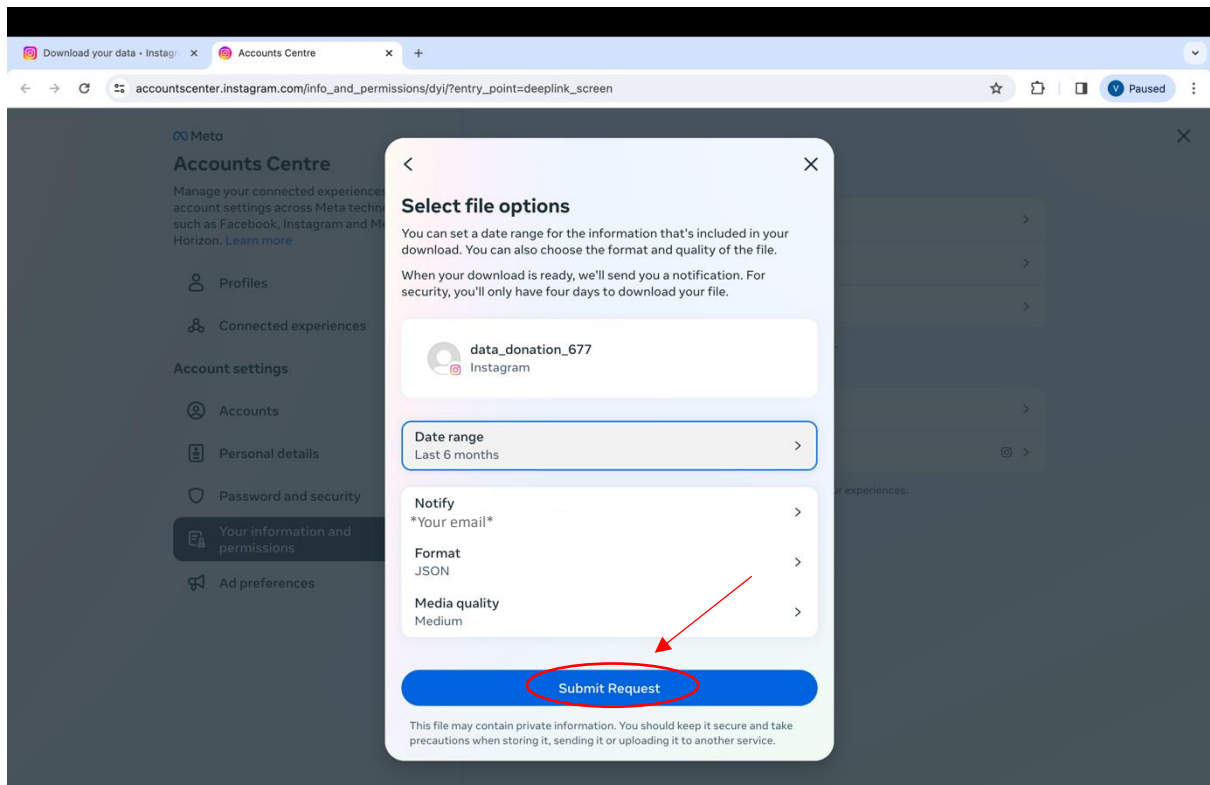 Download your data • Instagr
Accounts Centre
accountscenter.instagram.com/info_and_permissions/dyi/?entry_point=deeplink_screen
V
Paused
Meta
Accounts Centre
Manage your connected experiences
account settings across Meta techn
such as Facebook, Instagram and Me
Horizon. Learn more
Profiles
Connected experiences
Account settings
Accounts
Personal details
Password and security
Your information and
permissions
Ad preferences
Select file options
You can set a date range for the information that's included in your
download. You can also choose the format and quality of the file.
When your download is ready, we'll send you a notification. For
security, you'll only have four days to download your file.
data_donation_677
Instagram
Date range
Last 6 months
Notify
*Your email*
Format
JSON
Media quality
Medium
Submit Request
This file may contain private information. You should keep it secure and take
precautions when storing it, sending it or uploading it to another service.
ur experiences.